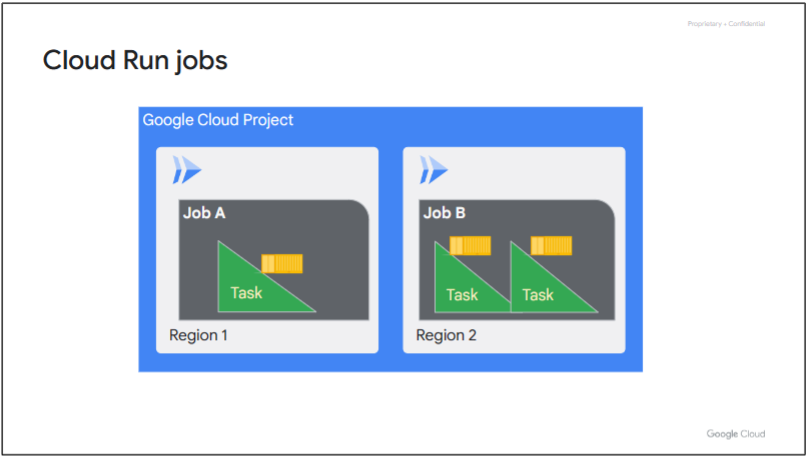 Proprietary + Confidential
Cloud Run jobs
Google Cloud Project
Job A
Task
Region 1
Job B
Task
Task
Region 2
Google Cloud